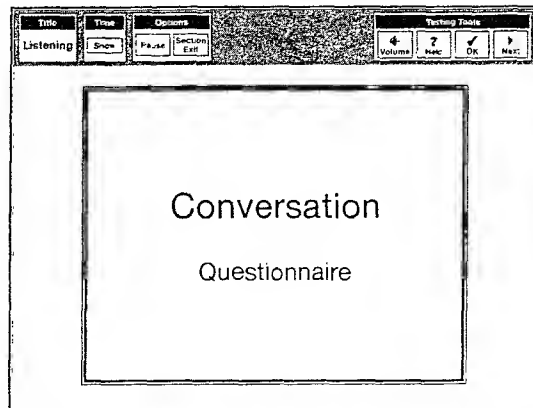 Title
Time
Options
Testing Tools
Listening
Show
Pause
Section
Exit
Volume
?
Help
OK
Next
Conversation
Questionnaire